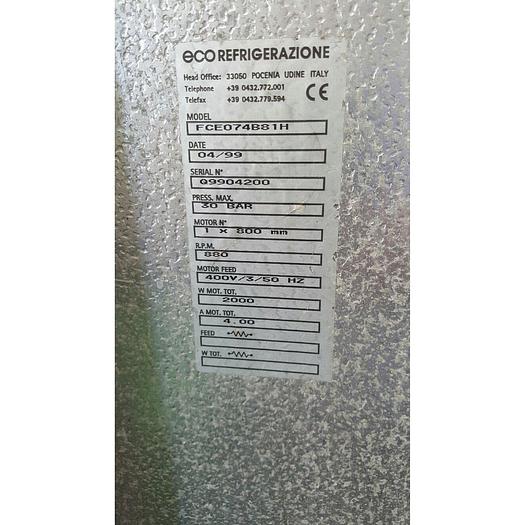 eco REFRIGERAZIONE
Head Office: 33050 POCENIA UDINE ITALY
Telephone +39 0432.772.001
Telefax +39 0432.779.594
CE
MODEL
FCE074B81H
DATE
04/99
SERIAL N°
Q9904200
PRESS. MAX.
30 BAR
MOTOR N°
1 x 800 mm
R.P.M.
880
MOTOR FEED
400V/3/50 HZ
W MOT. TOT.
2000
A MOT. TOT.
4.00
FEED
W TOT.